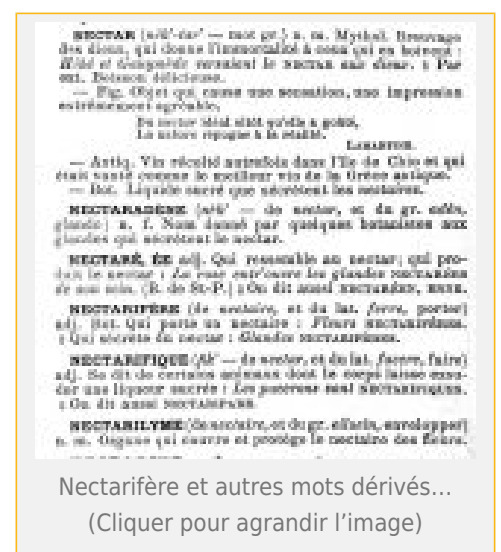 NECTAR (nèk-tar — mot gr.) n. m. Mythol. Breuvage
des dieux, qui donne l'immortalité à ceux qui en boivent :
Hébé et Ganymède versaient le NECTAR aux dieux. Par
ext. Boisson délicieuse.
— Fig. Objet qui cause une sensation, une impression
extrêmement agréable.
Du nectar idéal sitôt qu'elle a goûté,
La nature répugne à la réalité.
LAMARTINE.
— Antiq. Vin récolté autrefois dans l'île de Chio et qui
était vanté comme le meilleur vin de la Grèce antique.
— Bot. Liquide sucré que sécrètent les nectaires.
NECTARADÈNE (nèk' — de nectar, et du gr. adên,
glande) n. f. Nom donné par quelques botanistes aux
glandes qui sécrètent le nectar.
NECTARÉ, ÉE adj. Qui ressemble au nectar; qui pro-
duit le nectar : La rose entr'ouvre les glandes NECTARÉES
de son sein. (B. de St-P.) On dit aussi NECTARÉEN, ENNE.
NECTARIFÈRE (de nectaire, et du lat. ferre, porter)
adj. Bot. Qui porte un nectaire : Fleurs NECTARIFÈRES.
Qui sécrète du nectar : Glandes NECTARIFÈRES.
NECTARIFIQUE (fik' — de nectar, et du lat. facere, faire)
adj. Se dit de certains animaux dont le corps laisse exsu-
der une liqueur sucrée : Les pucerons sont NECTARIFIQUES.
On dit aussi
NECTARILYME (de nectaire, et du gr. eiluein, envelopper)
n. m. Organe qui couvre et protège le nectaire des fleurs.
Nectarifère et autres mots dérivés…
(Cliquer pour agrandir l'image)